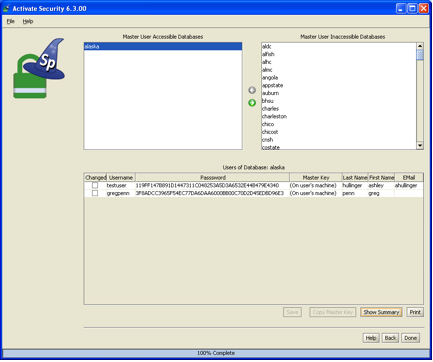 Activate Security 6.3.00
File Help
Sp
Master User Accessible Databases
Master User Inaccessible Databases
alaska
aldc
alfish
alhc
almc
angola
appstate
auburn
bhsu
charles
charleston
chico
chicost
cnsh
costate
Users of Database: alaska
Changed Username Password Master Key Last Name First Name EMail
testuser 119FF147B891D1447311C048253A5D3A6532E448479E4340 (On user's machine) hullinger ashley ahullinger
gregpenn 3F8ADCC3965F54EC77DA6DAA6000BB00C70D2D45EDBD96E3 (On user's machine) penn greg
Save Copy Master Key Show Summary Print
Help Back Done
100% Complete